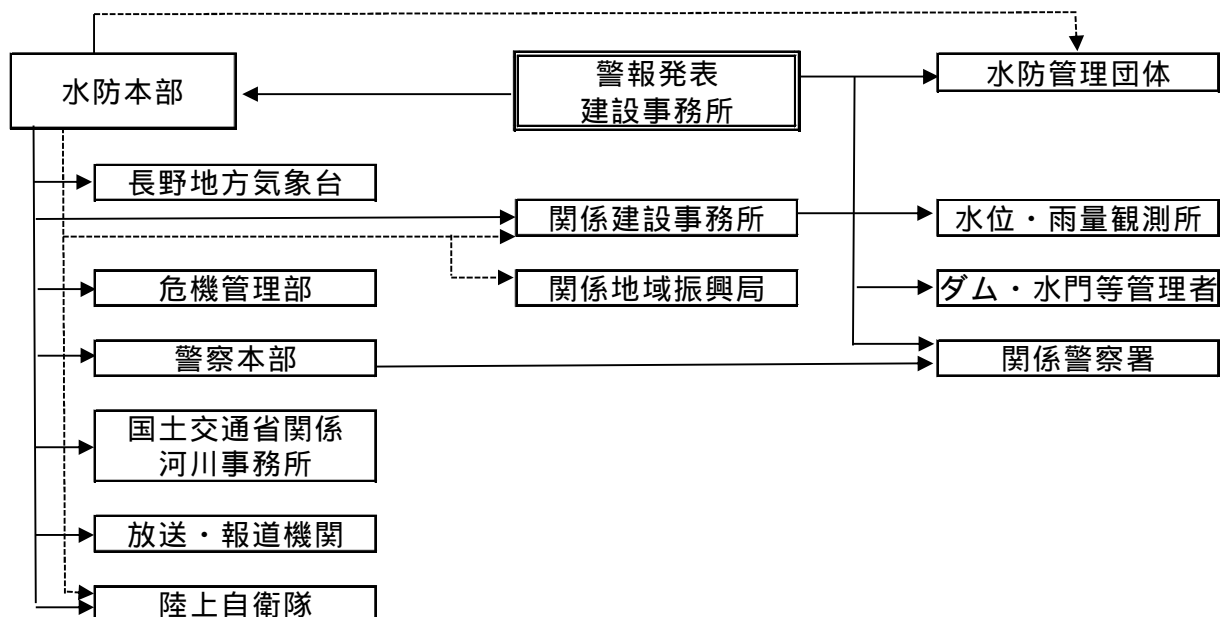 水防本部
警報発表
建設事務所
水防管理団体
長野地方気象台
関係建設事務所
水位・雨量観測所
危機管理部
関係地域振興局
ダム・水門等管理者
警察本部
関係警察署
国土交通省関係
河川事務所
放送・報道機関
陸上自衛隊